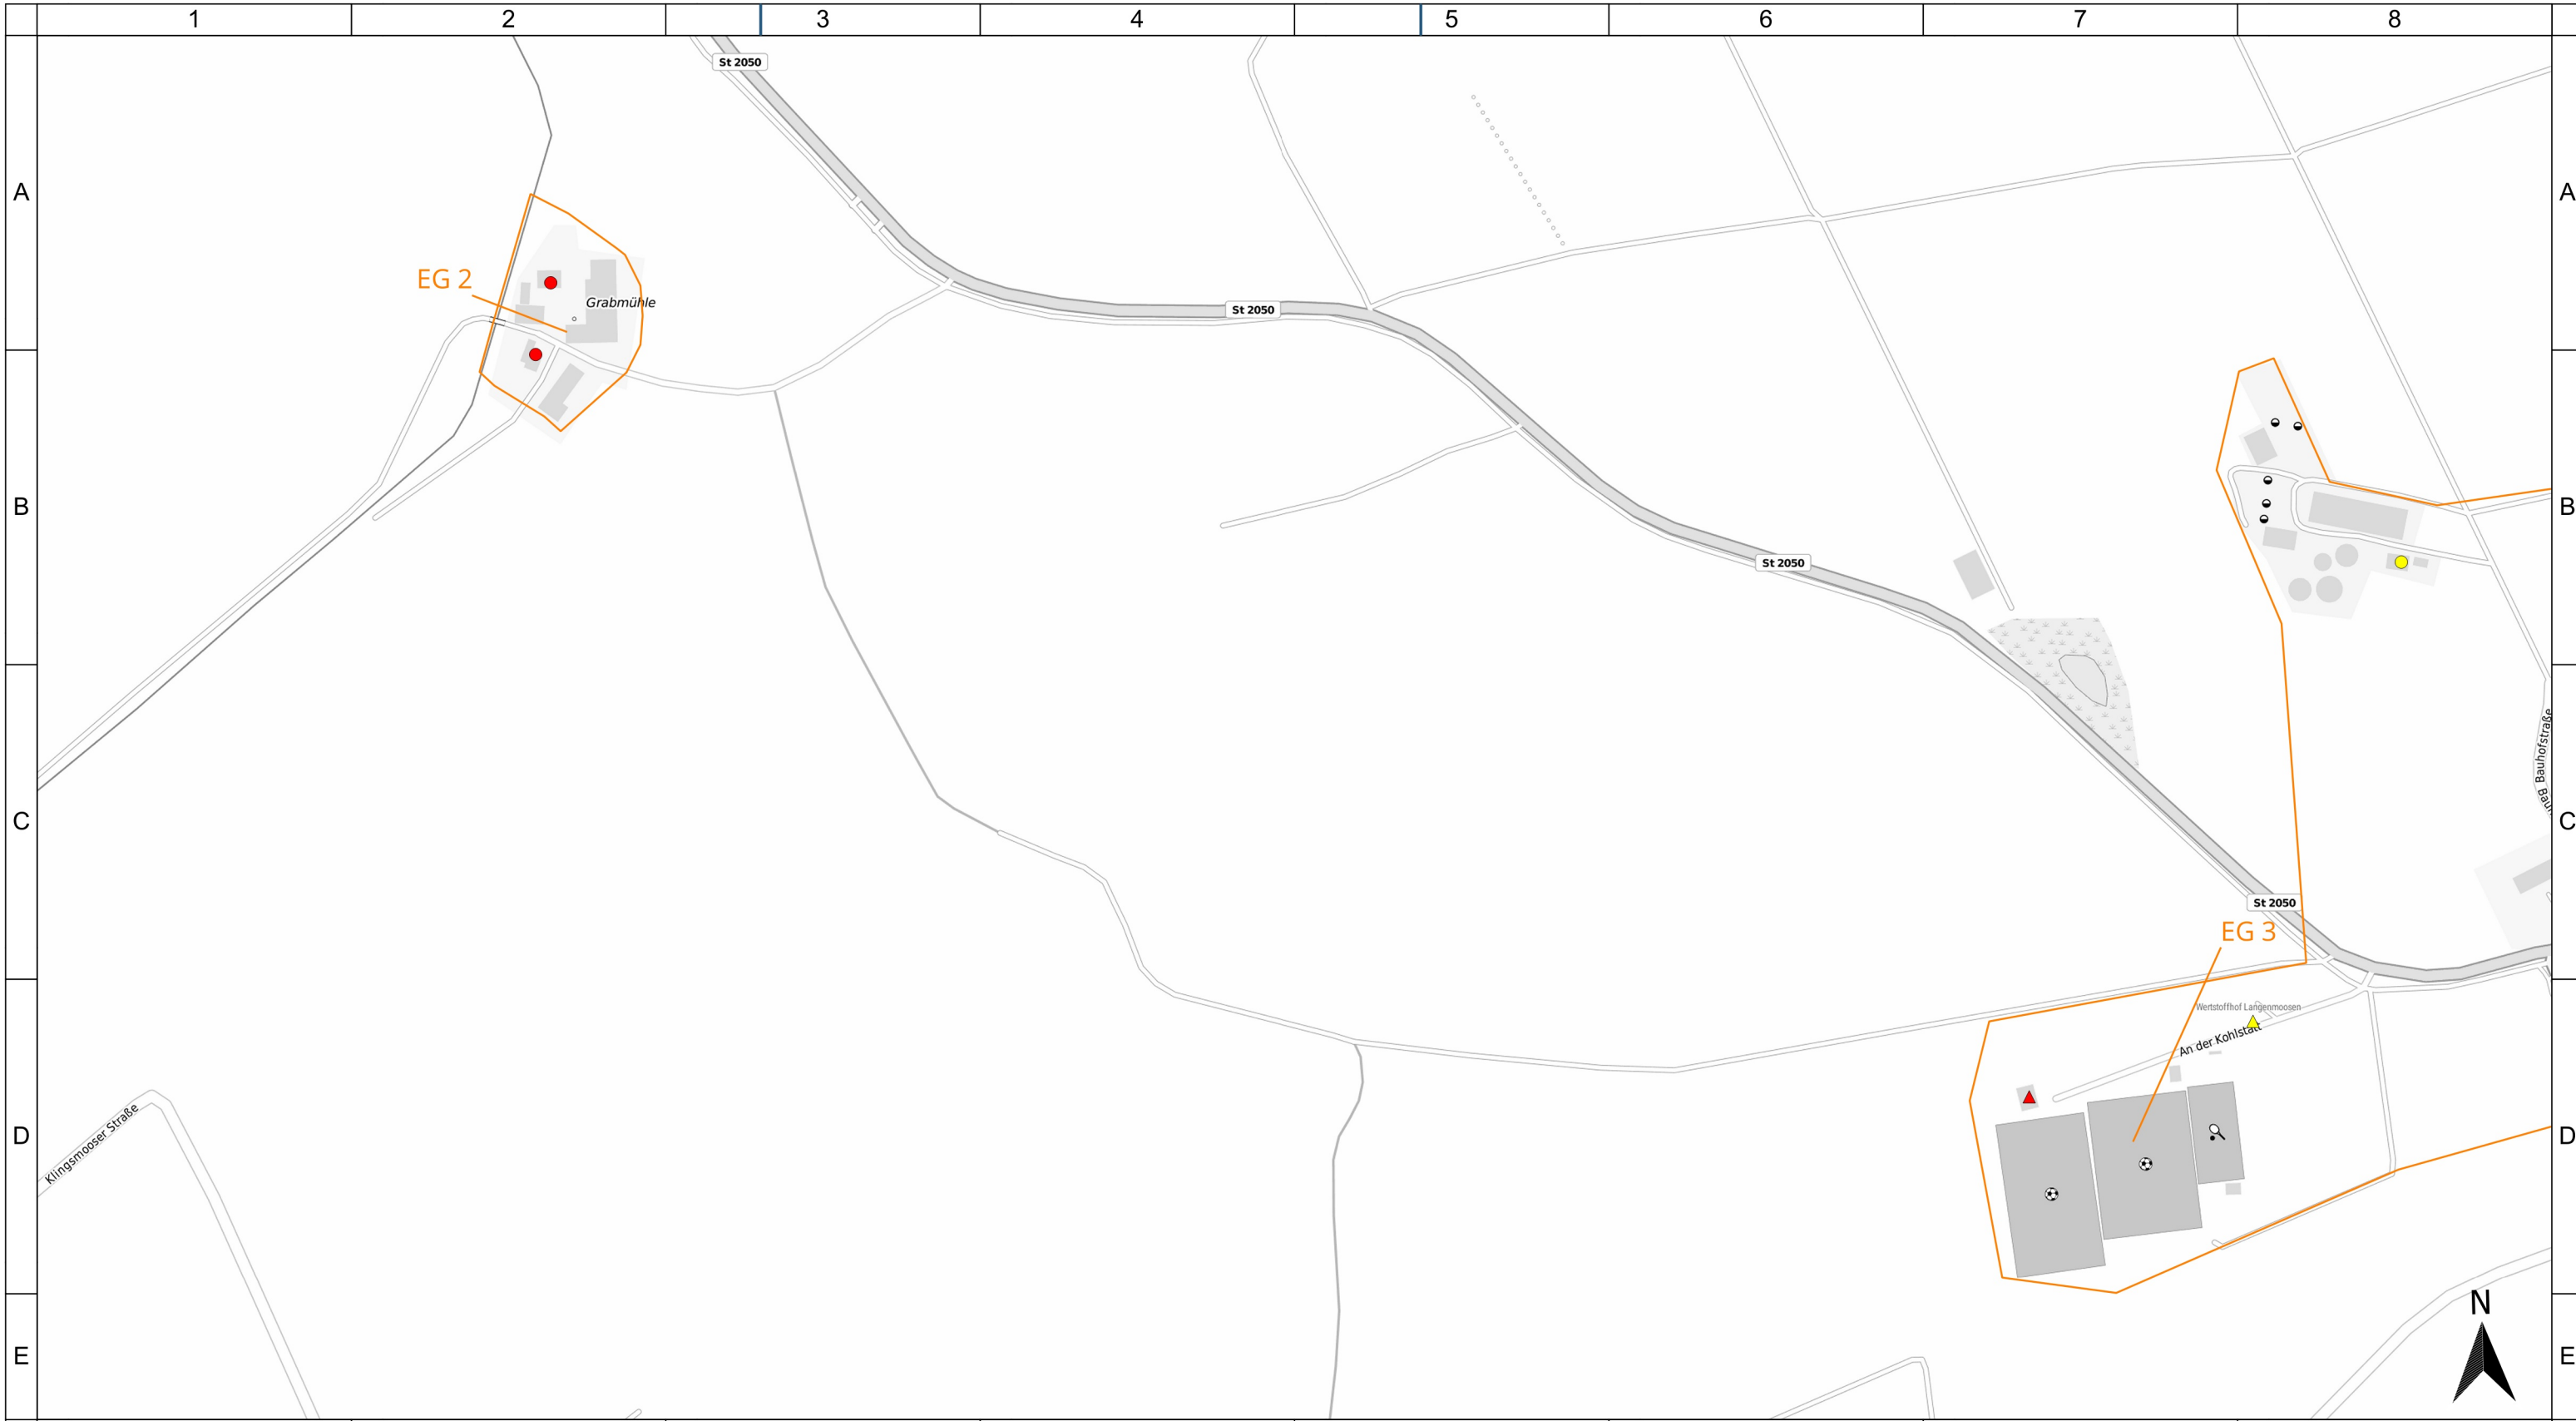 1 2 3 4 5 6 7 8
St 2050
A A
EG 2
Grabmühle
St 2050
B B
St 2050
Bauhofstraße
C C
St 2050
EG 3
Wertstoffhof Langenmoosen
An der Kohlstatt
Klingsmooser Straße
D D
N
E E